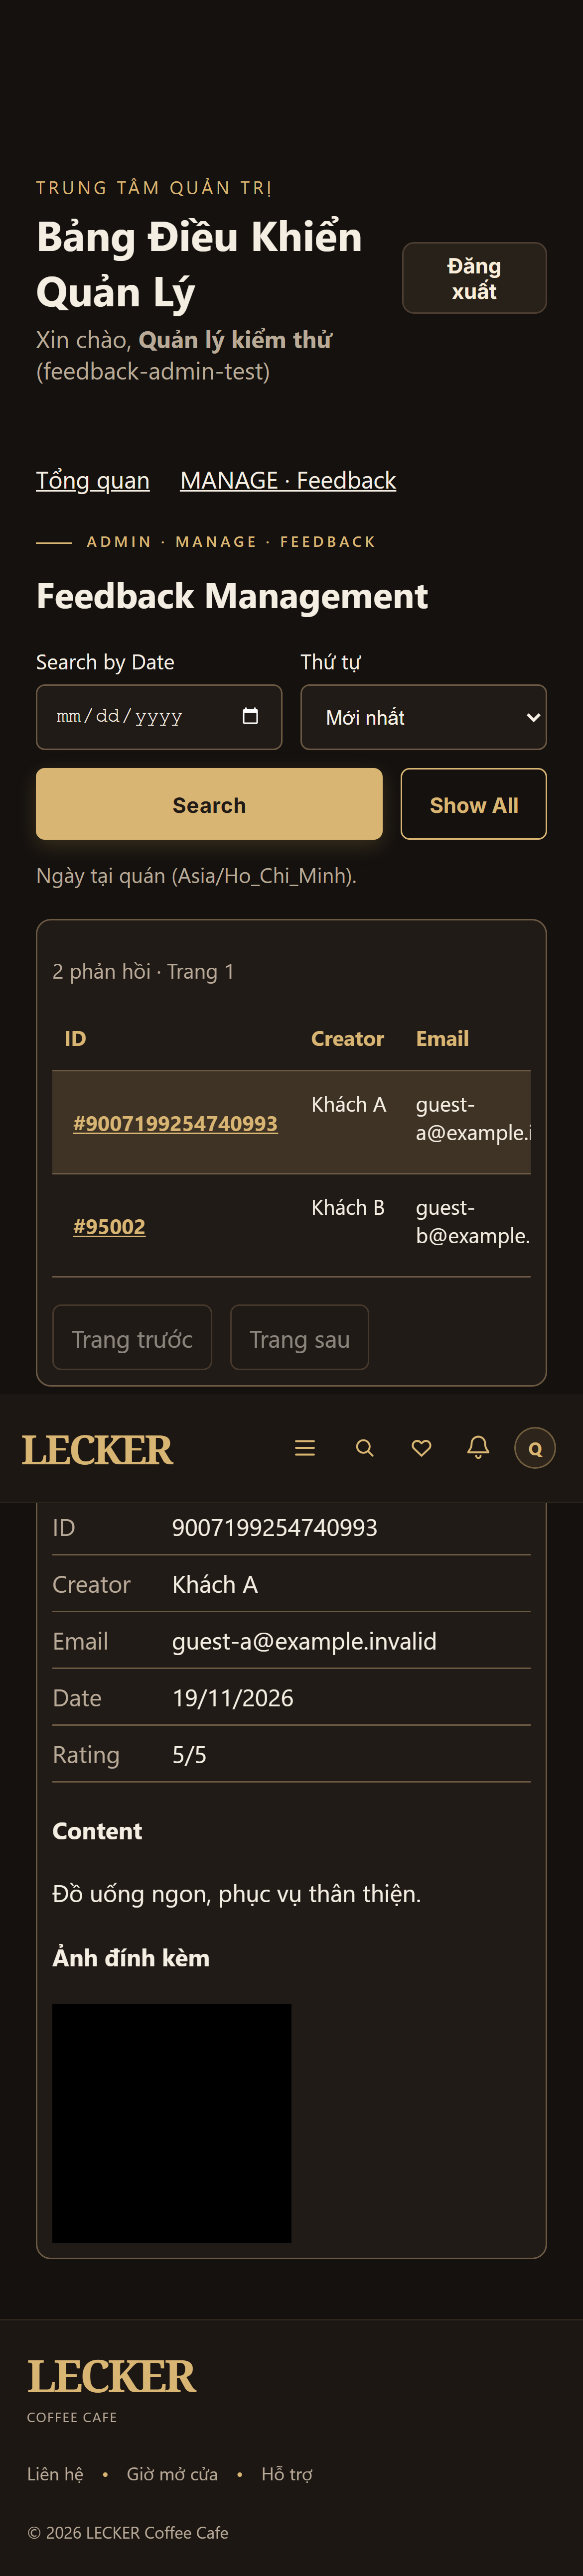 TRUNG TÂM QUẢN TRỊ
Bảng Điều Khiển
Quản Lý
Đăng
xuất
Xin chào, Quản lý kiểm thử
(feedback-admin-test)
Tổng quan MANAGE · Feedback
ADMIN · MANAGE · FEEDBACK
Feedback Management
Search by Date Thứ tự
mm/dd/yyyy Mới nhất
Search Show All
Ngày tại quán (Asia/Ho_Chi_Minh).
2 phản hồi · Trang 1
ID Creator Email
#9007199254740993 Khách A guest-
a@example.i
#95002 Khách B guest-
b@example.
Trang trước Trang sau
LECKER Q
ID 9007199254740993
Creator Khách A
Email guest-a@example.invalid
Date 19/11/2026
Rating 5/5
Content
Đồ uống ngon, phục vụ thân thiện.
Ảnh đính kèm
LECKER
COFFEE CAFE
Liên hệ • Giờ mở cửa • Hỗ trợ
© 2026 LECKER Coffee Cafe